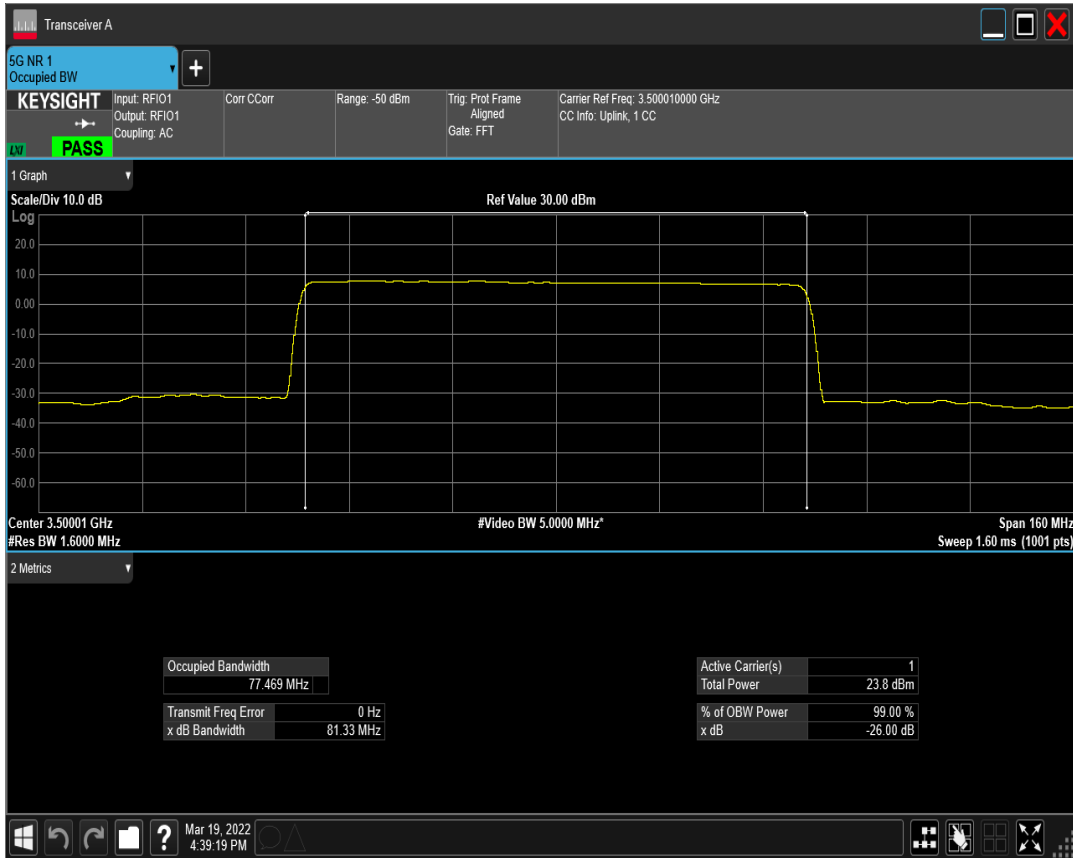 Transceiver A
5G NR 1
Occupied BW
+
KEYSIGHT
LXI
PASS
Input: RFIO1
Output: RFIO1
Coupling: AC
Corr CCorr
Range: -50 dBm
Trig: Prot Frame
Aligned
Gate: FFT
Carrier Ref Freq: 3.500010000 GHz
CC Info: Uplink, 1 CC
1 Graph
Scale/Div 10.0 dB
Ref Value 30.00 dBm
Log
20.0
10.0
0.00
-10.0
-20.0
-30.0
-40.0
-50.0
-60.0
Center 3.50001 GHz
#Video BW 5.0000 MHz*
Span 160 MHz
#Res BW 1.6000 MHz
Sweep 1.60 ms (1001 pts)
2 Metrics
Occupied Bandwidth
77.469 MHz
Transmit Freq Error 0 Hz
x dB Bandwidth 81.33 MHz
Active Carrier(s) 1
Total Power 23.8 dBm
% of OBW Power 99.00 %
x dB -26.00 dB
?
Mar 19, 2022
4:39:19 PM